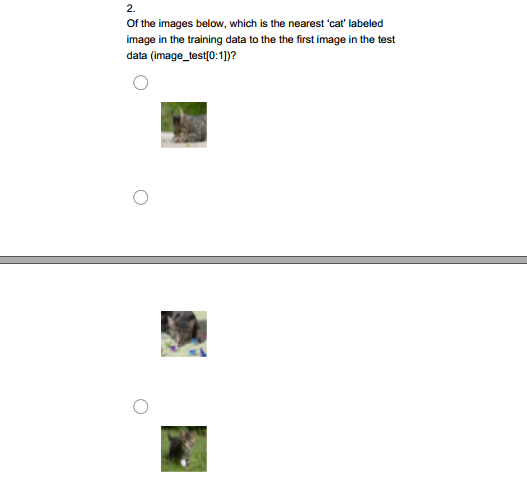 2.
Of the images below, which is the nearest 'cat' labeled
image in the training data to the the first image in the test
data (image_test[0:1])?